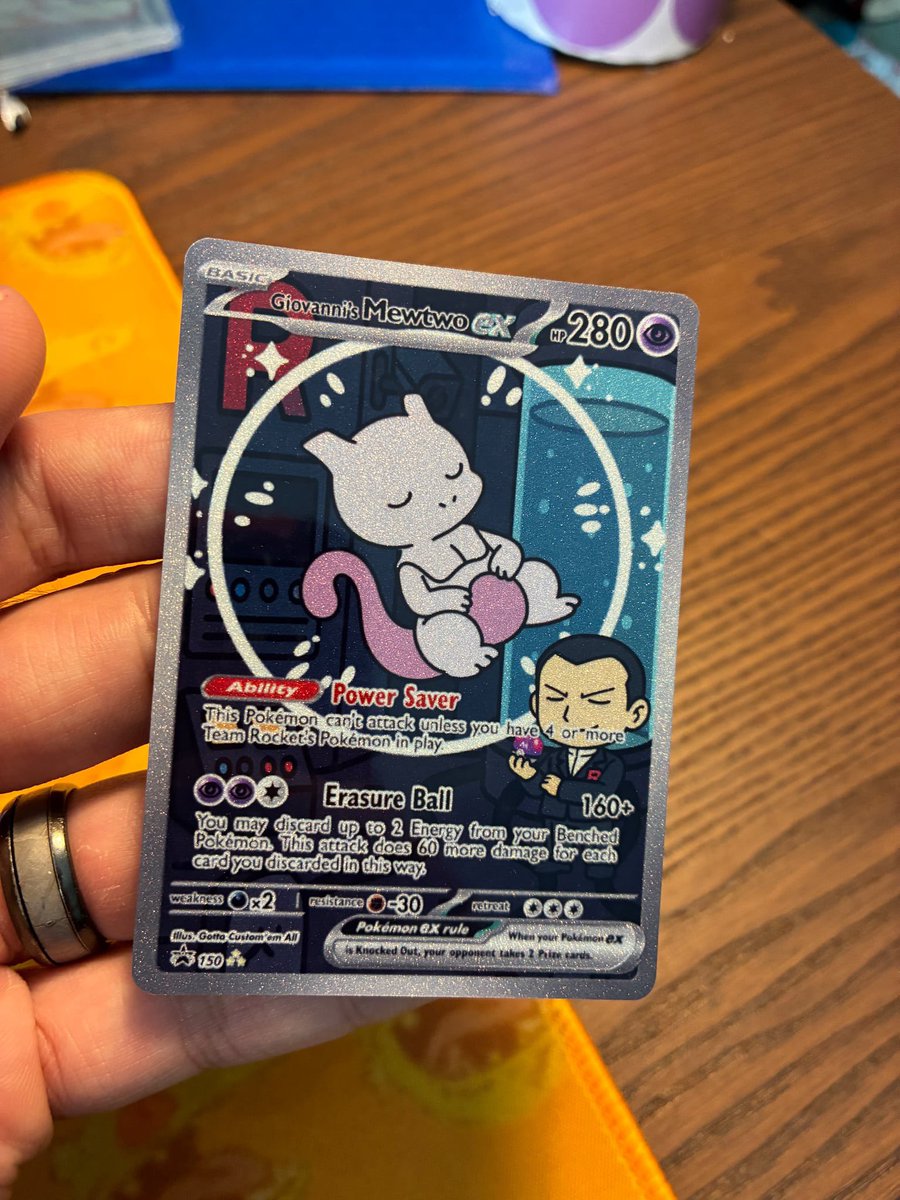 BASIC
R
Giovanni's Mewtwo ex HP 280
Ability Power Saver
This Pokémon can't attack unless you have 4 or more
Team Rocket's Pokémon in play.
Erasure Ball 160+
You may discard up to 2 Energy from your Benched
Pokémon. This attack does 60 more damage for each
card you discarded in this way.
weakness x2 resistance -30 retreat
Illus. Gotta Custom'em All
Pokémon ex rule When your Pokémon ex
is Knocked Out, your opponent takes 2 Prize cards.
150